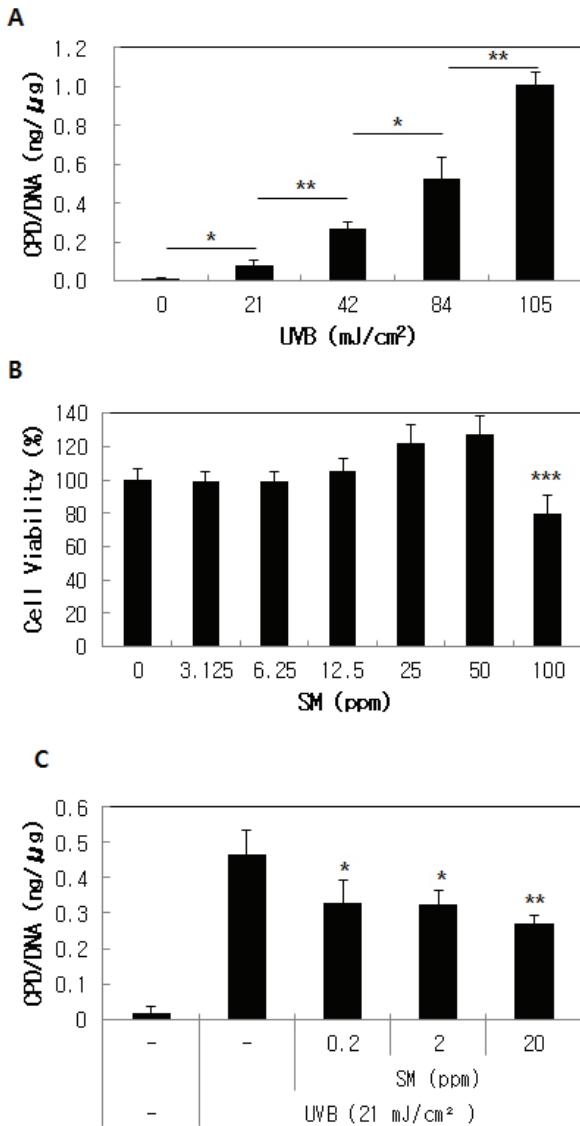 A
CPD/DNA (ng/μg)
1.2
1.0
0.8
0.6
0.4
0.2
0.0
* ** * **
0 21 42 84 105
UVB (mJ/cm²)
B
Cell Viability (%)
140
120
100
80
60
40
20
0
***
0 3.125 6.25 12.5 25 50 100
SM (ppm)
C
CPD/DNA (ng/μg)
0.6
0.5
0.4
0.3
0.2
0.1
0
* * **
- - 0.2 2 20
SM (ppm)
- UVB (21 mJ/cm²)